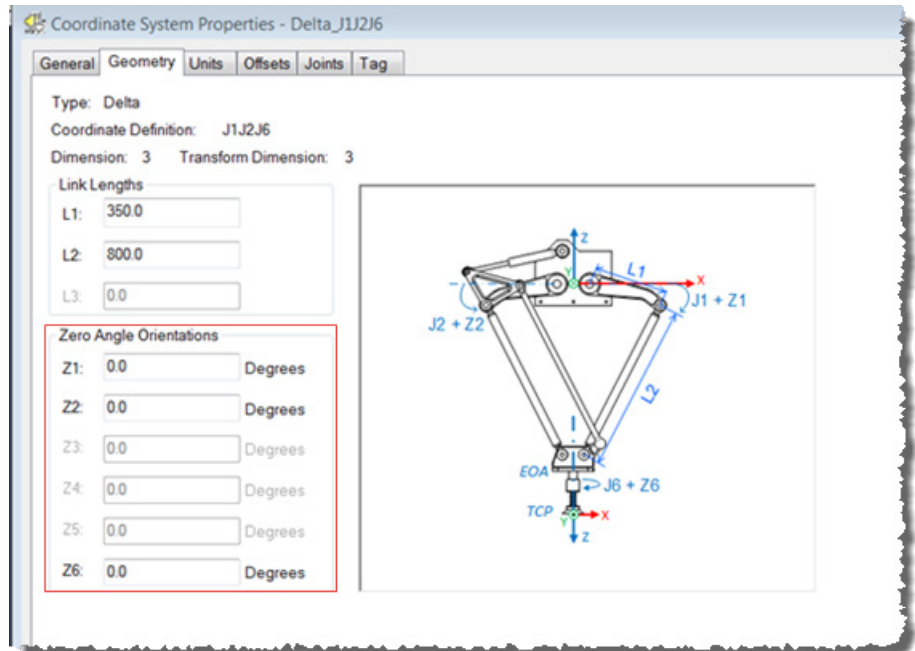 Coordinate System Properties - Delta_J1J2J6
General Geometry Units Offsets Joints Tag
Type: Delta
Coordinate Definition: J1J2J6
Dimension: 3 Transform Dimension: 3
Link Lengths
L1: 350.0
L2: 800.0
L3: 0.0
Zero Angle Orientations
Z1: 0.0 Degrees
Z2: 0.0 Degrees
Z3: 0.0 Degrees
Z4: 0.0 Degrees
Z5: 0.0 Degrees
Z6: 0.0 Degrees
Z
Y
L1
X
J1 + Z1
J2 + Z2
L2
EOA
J6 + Z6
TCP
Y
X
Z